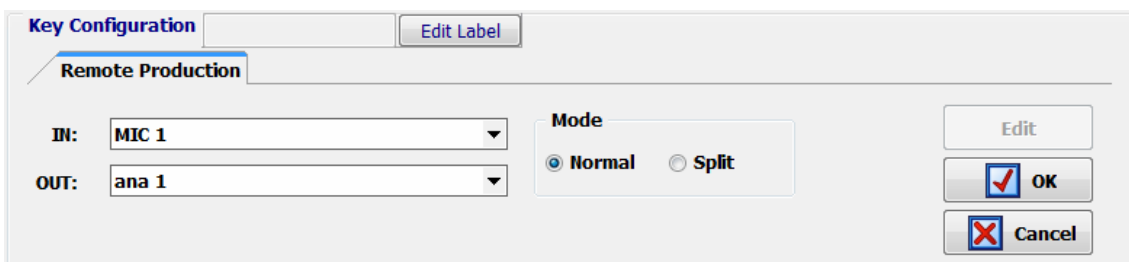 Key Configuration Edit Label
Remote Production
IN: MIC 1
OUT: ana 1
Mode
Normal Split
Edit
OK
Cancel